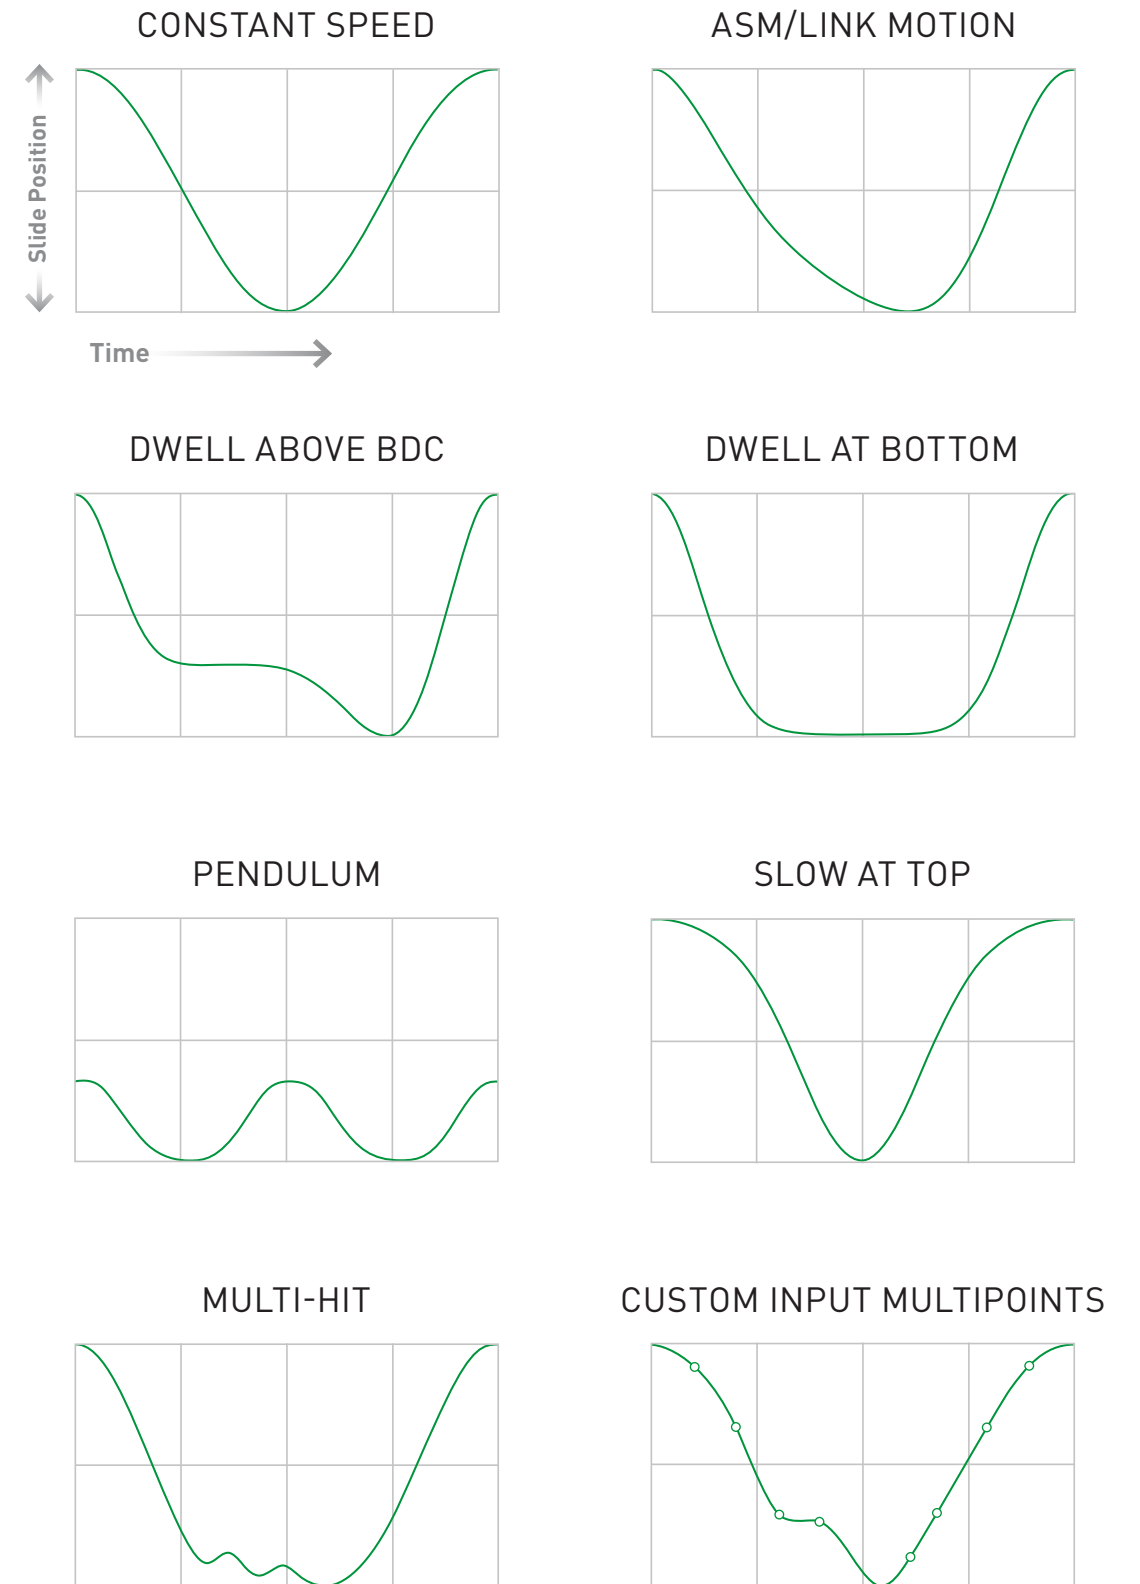 CONSTANT SPEED
ASM/LINK MOTION
Slide Position
Time
DWELL ABOVE BDC
DWELL AT BOTTOM
PENDULUM
SLOW AT TOP
MULTI-HIT
CUSTOM INPUT MULTIPOINTS